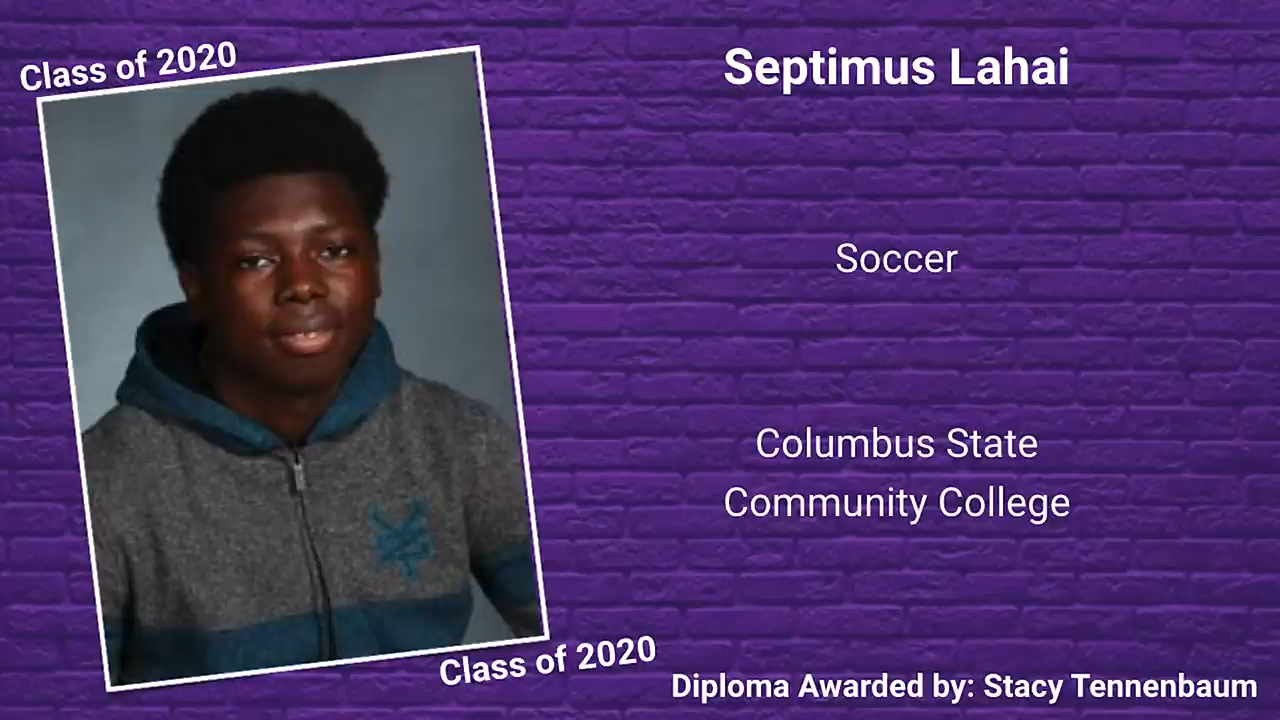 Class of 2020
Septimus Lahai
Soccer
Columbus State
Community College
Class of 2020
Diploma Awarded by: Stacy Tennenbaum